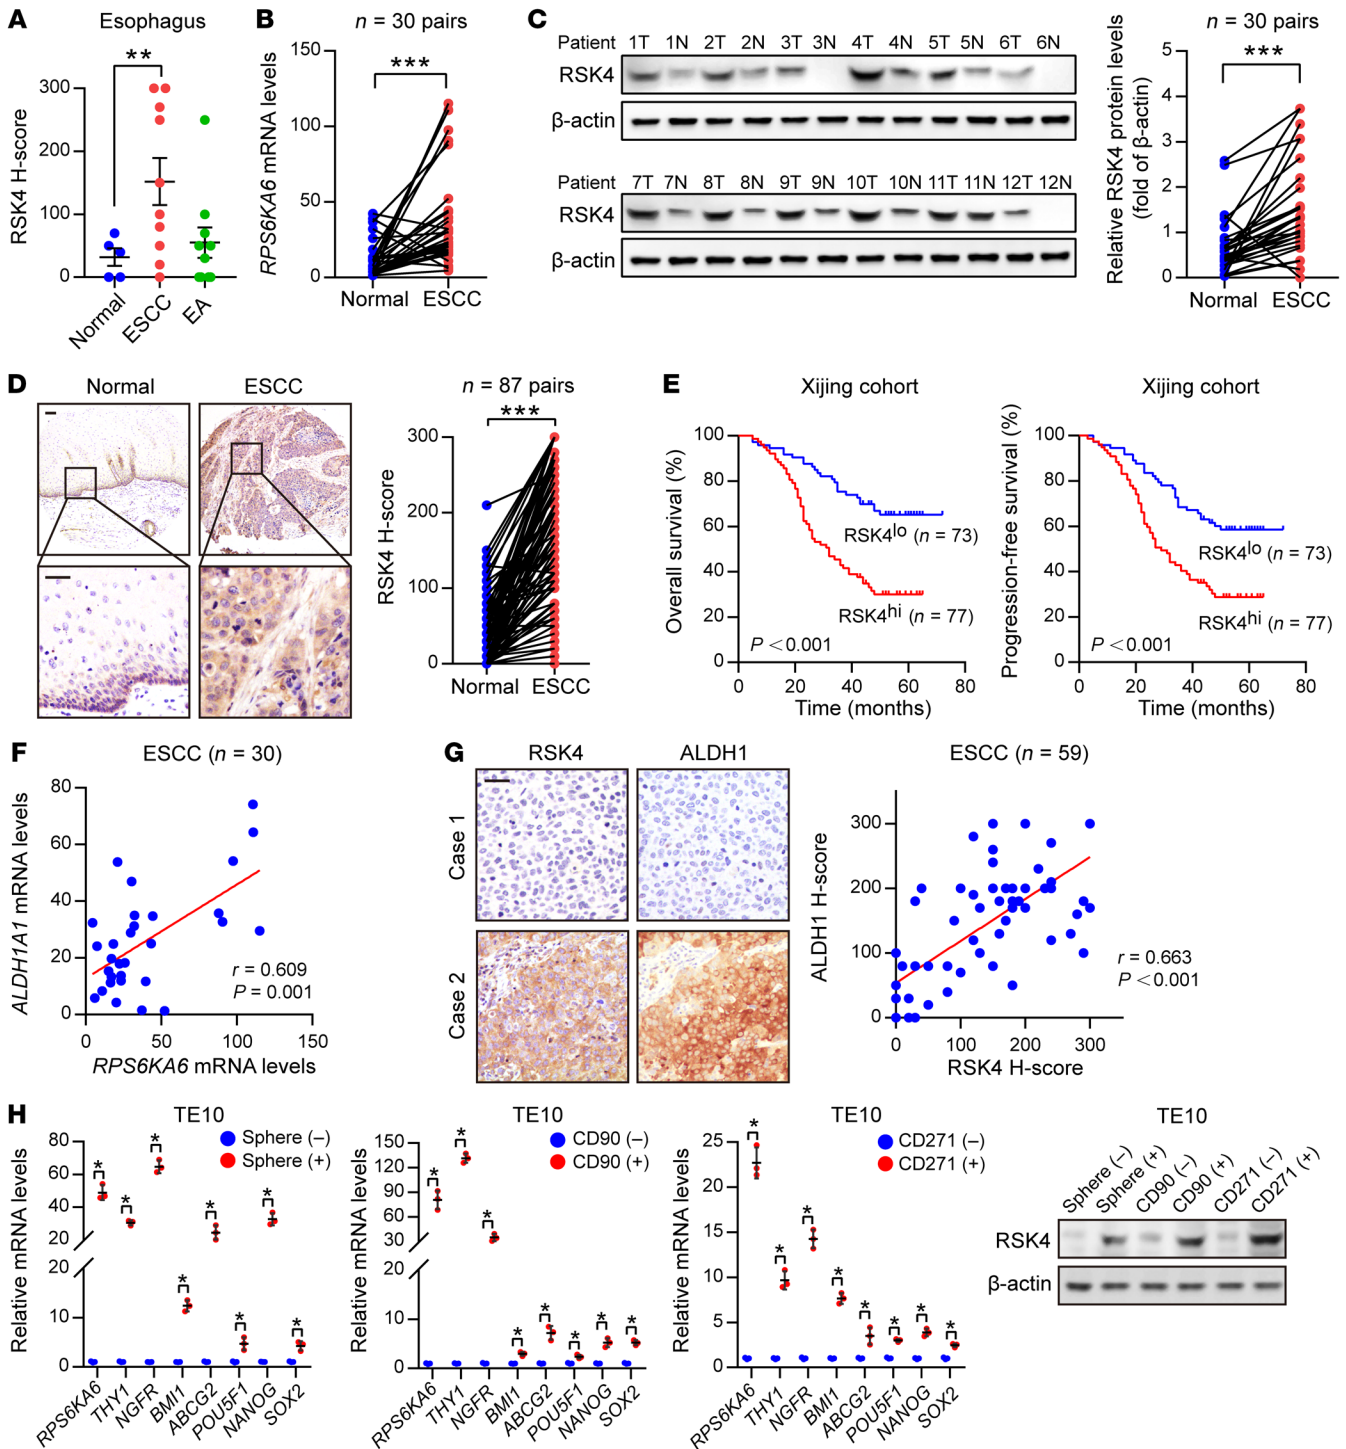 A
Esophagus
**
RSK4 H-score
300
200
100
0
Normal
ESCC
EA
B
n = 30 pairs
***
RPS6KA6 mRNA levels
150
100
50
0
Normal
ESCC
C
Patient 1T 1N 2T 2N 3T 3N 4T 4N 5T 5N 6T 6N
RSK4
β-actin
Patient 7T 7N 8T 8N 9T 9N 10T 10N 11T 11N 12T 12N
RSK4
β-actin
n = 30 pairs
***
Relative RSK4 protein levels
(fold of β-actin)
5
4
3
2
1
0
Normal
ESCC
D
Normal
ESCC
n = 87 pairs
***
RSK4 H-score
300
200
100
0
Normal
ESCC
E
Xijing cohort
Overall survival (%)
100
80
60
40
20
0
RSK4lo (n = 73)
RSK4hi (n = 77)
P < 0.001
0 20 40 60 80
Time (months)
Xijing cohort
Progression-free survival (%)
100
80
60
40
20
0
RSK4lo (n = 73)
RSK4hi (n = 77)
P < 0.001
0 20 40 60 80
Time (months)
F
ESCC (n = 30)
ALDH1A1 mRNA levels
80
60
40
20
0
r = 0.609
P = 0.001
0 50 100 150
RPS6KA6 mRNA levels
G
RSK4
ALDH1
Case 1
Case 2
ESCC (n = 59)
ALDH1 H-score
300
200
100
0
r = 0.663
P < 0.001
0 100 200 300
RSK4 H-score
H
TE10
Sphere (–)
Sphere (+)
Relative mRNA levels
80
60
40
20
20
10
0
* * * * * * * *
RPS6KA6
THY1
NGFR
BMI1
ABCG2
POU5F1
NANOG
SOX2
TE10
CD90 (–)
CD90 (+)
Relative mRNA levels
150
120
90
60
30
20
10
0
* * * * * * * *
RPS6KA6
THY1
NGFR
BMI1
ABCG2
POU5F1
NANOG
SOX2
TE10
CD271 (–)
CD271 (+)
Relative mRNA levels
25
20
15
10
5
0
* * * * * * * *
RPS6KA6
THY1
NGFR
BMI1
ABCG2
POU5F1
NANOG
SOX2
TE10
Sphere (–)
Sphere (+)
CD90 (–)
CD90 (+)
CD271 (–)
CD271 (+)
RSK4
β-actin